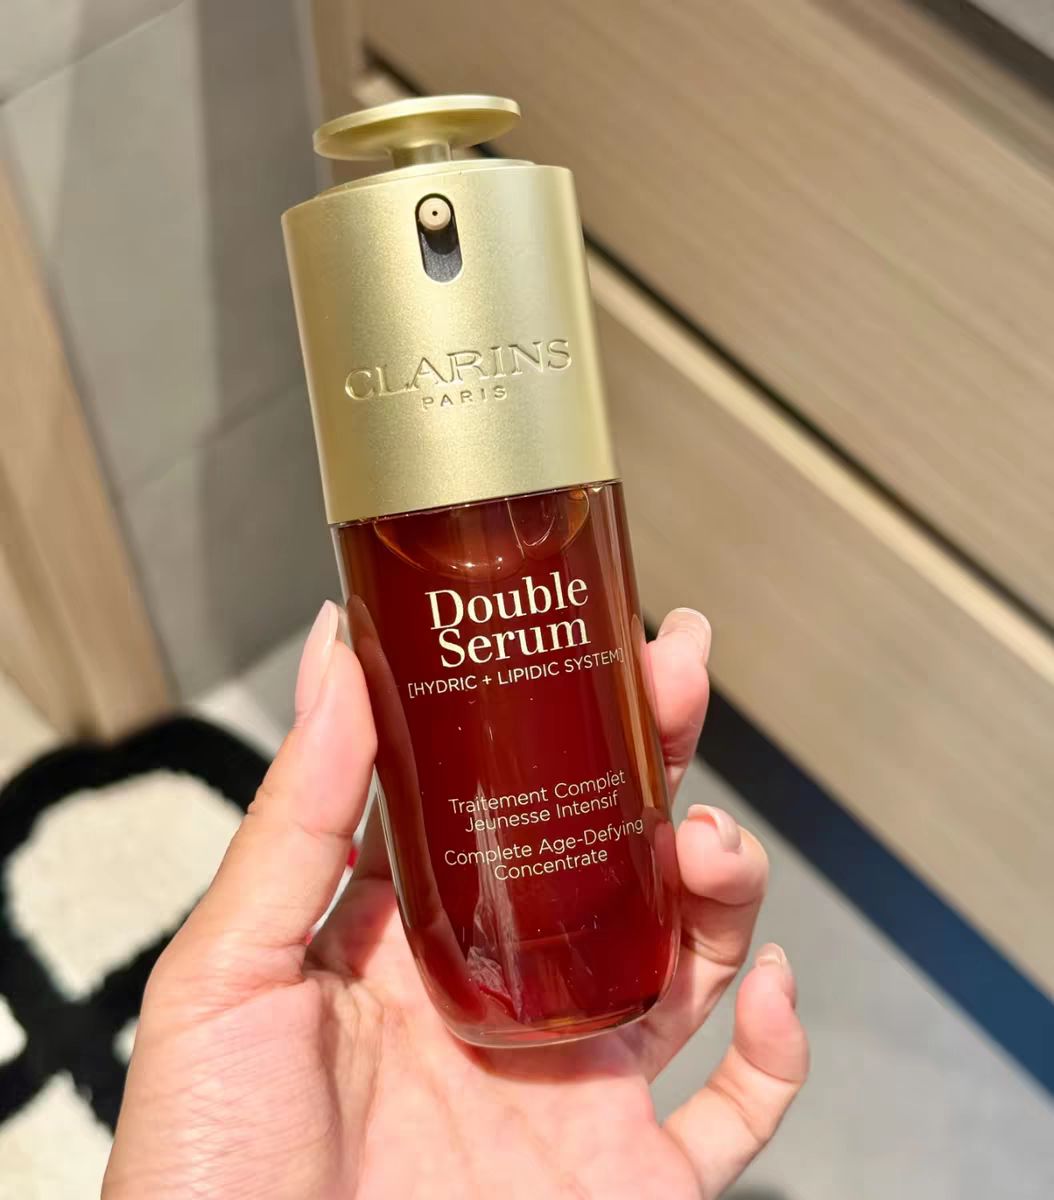 CLARINS
PARIS
Double
Serum
[HYDRIC + LIPIDIC SYSTEM]
Traitement Complet
Jeunesse Intensif
Complete Age-Defying
Concentrate